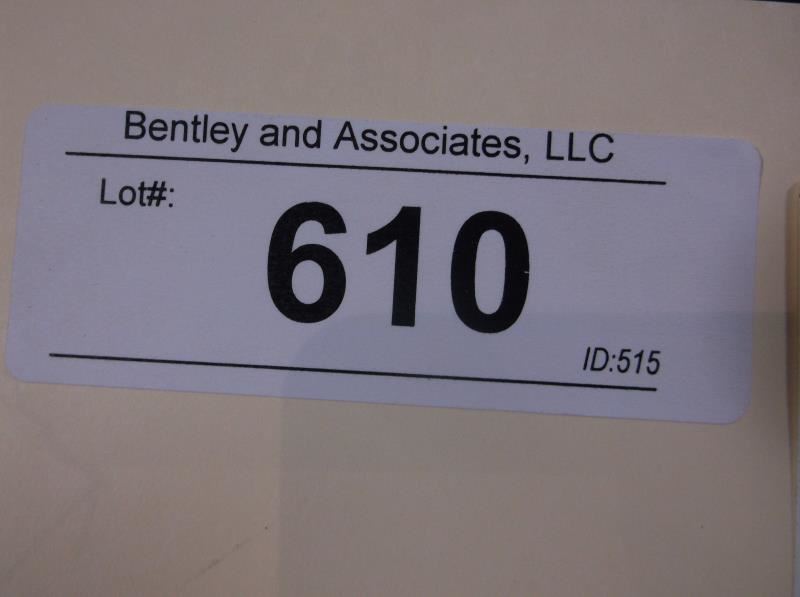 Bentley and Associates, LLC
Lot#:
610
ID:515